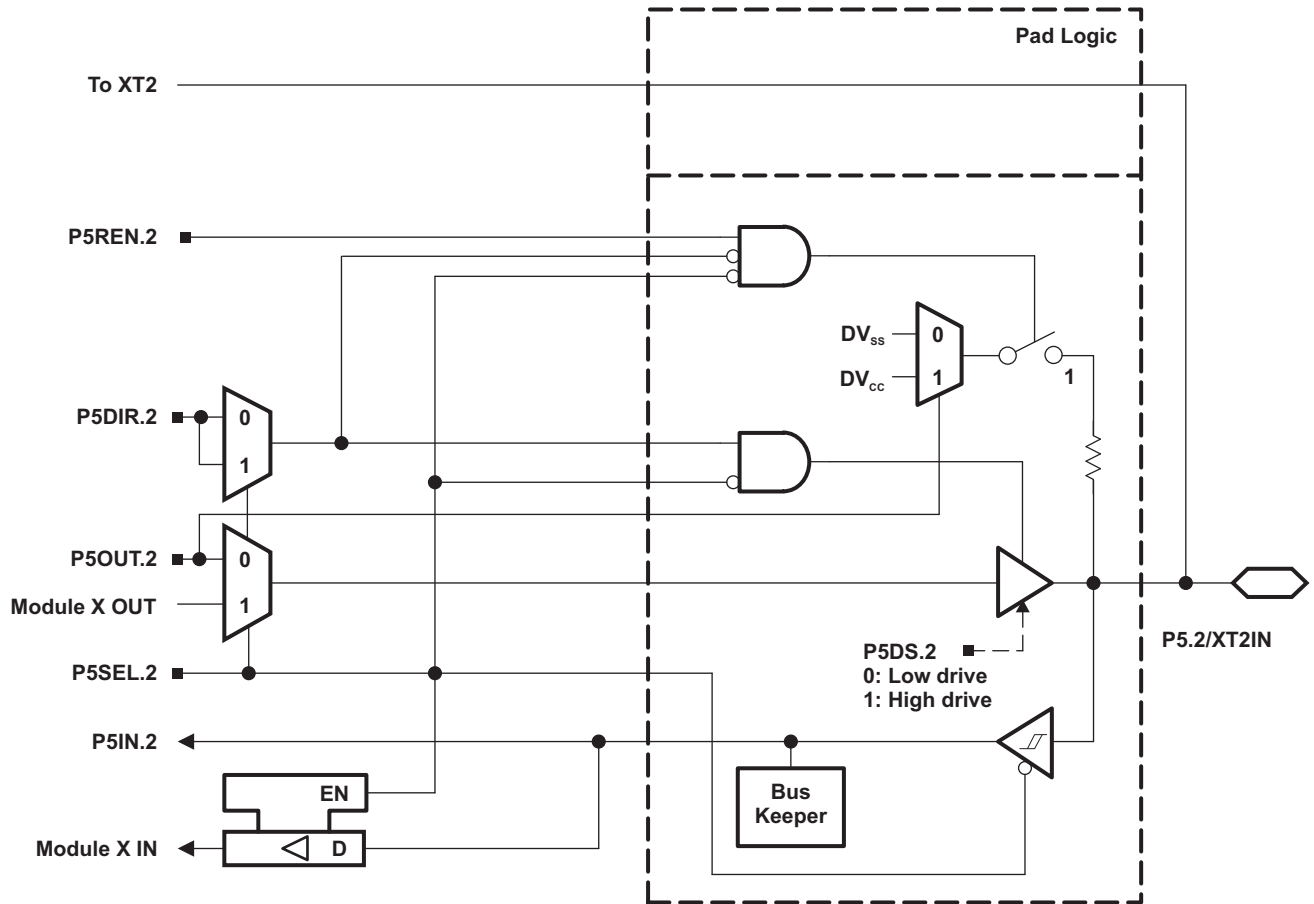 Pad Logic
To XT2
P5REN.2
DVSS
0
DVCC
1
1
P5DIR.2
0
1
P5OUT.2
0
Module X OUT
1
P5DS.2
0: Low drive
1: High drive
P5.2/XT2IN
P5SEL.2
P5IN.2
Bus
Keeper
EN
Module X IN
D